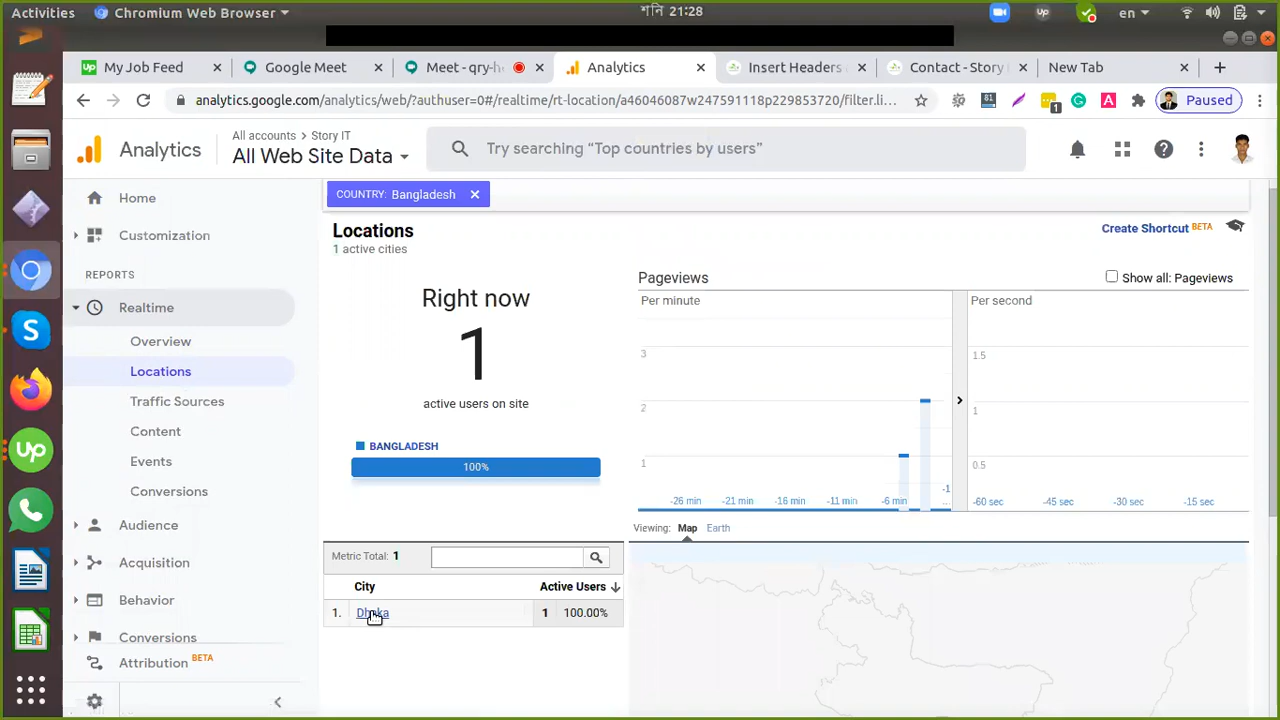 Activities
Chromium Web Browser
শনি 21:28
en
My Job Feed
Google Meet
Meet - qry-h
Analytics
Insert Headers
Contact - Story
New Tab
analytics.google.com/analytics/web/?authuser=0#/realtime/rt-location/a46046087w247591118p229853720/filter.li...
Paused
Analytics
All accounts > Story IT
All Web Site Data
Try searching “Top countries by users”
Home
Customization
REPORTS
Realtime
Overview
Locations
Traffic Sources
Content
Events
Conversions
Audience
Acquisition
Behavior
Conversions
Attribution BETA
COUNTRY: Bangladesh
Locations
1 active cities
Create Shortcut BETA
Right now
1
active users on site
BANGLADESH
100%
Pageviews
Show all: Pageviews
Per minute
Per second
3
2
1
1.5
1
0.5
-26 min
-21 min
-16 min
-11 min
-6 min
-1
...
-60 sec
-45 sec
-30 sec
-15 sec
Viewing: Map Earth
Metric Total: 1
City
Active Users
1. Dhaka 1 100.00%